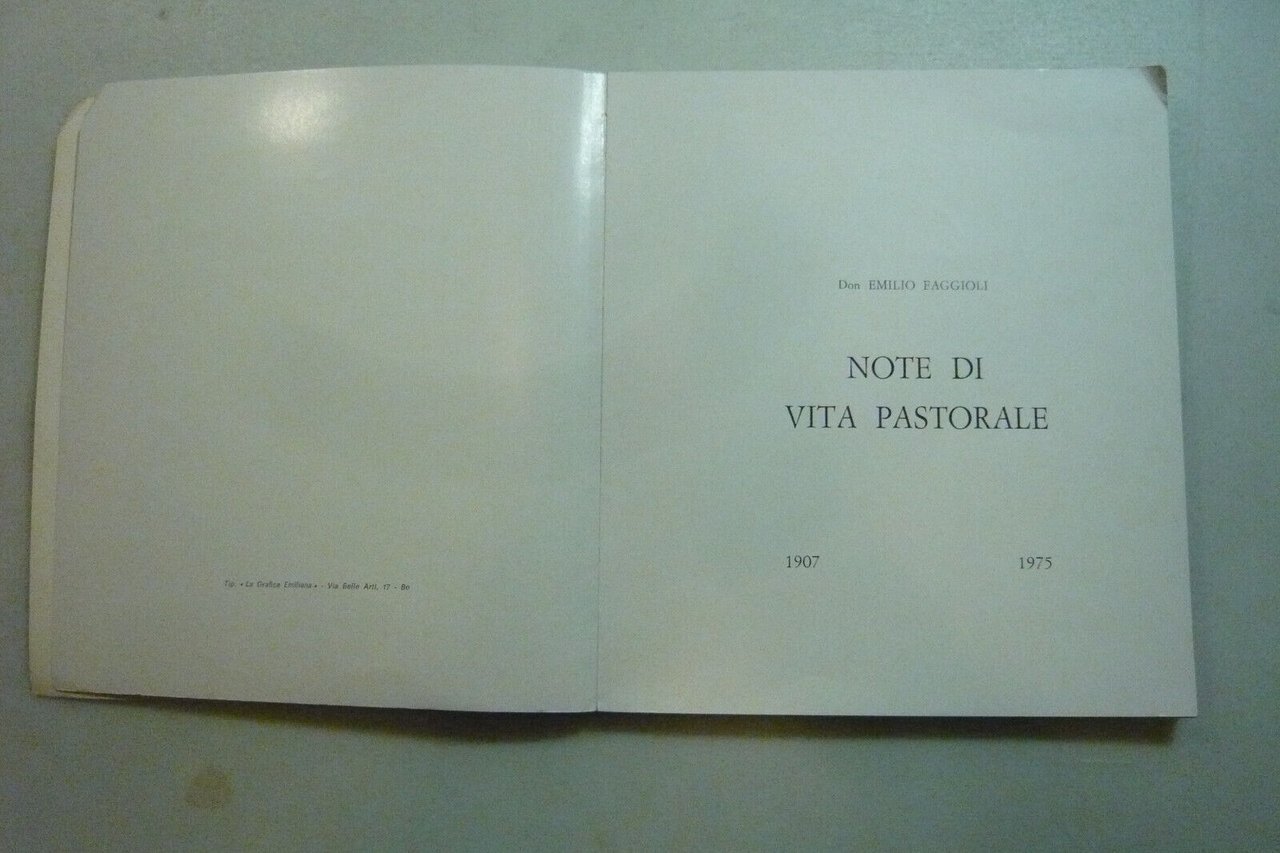 Tip. «La Grafica Emiliana» - Via Belle Arti, 17 - Bo
Don EMILIO FAGGIOLI
NOTE DI
VITA PASTORALE
1907 1975